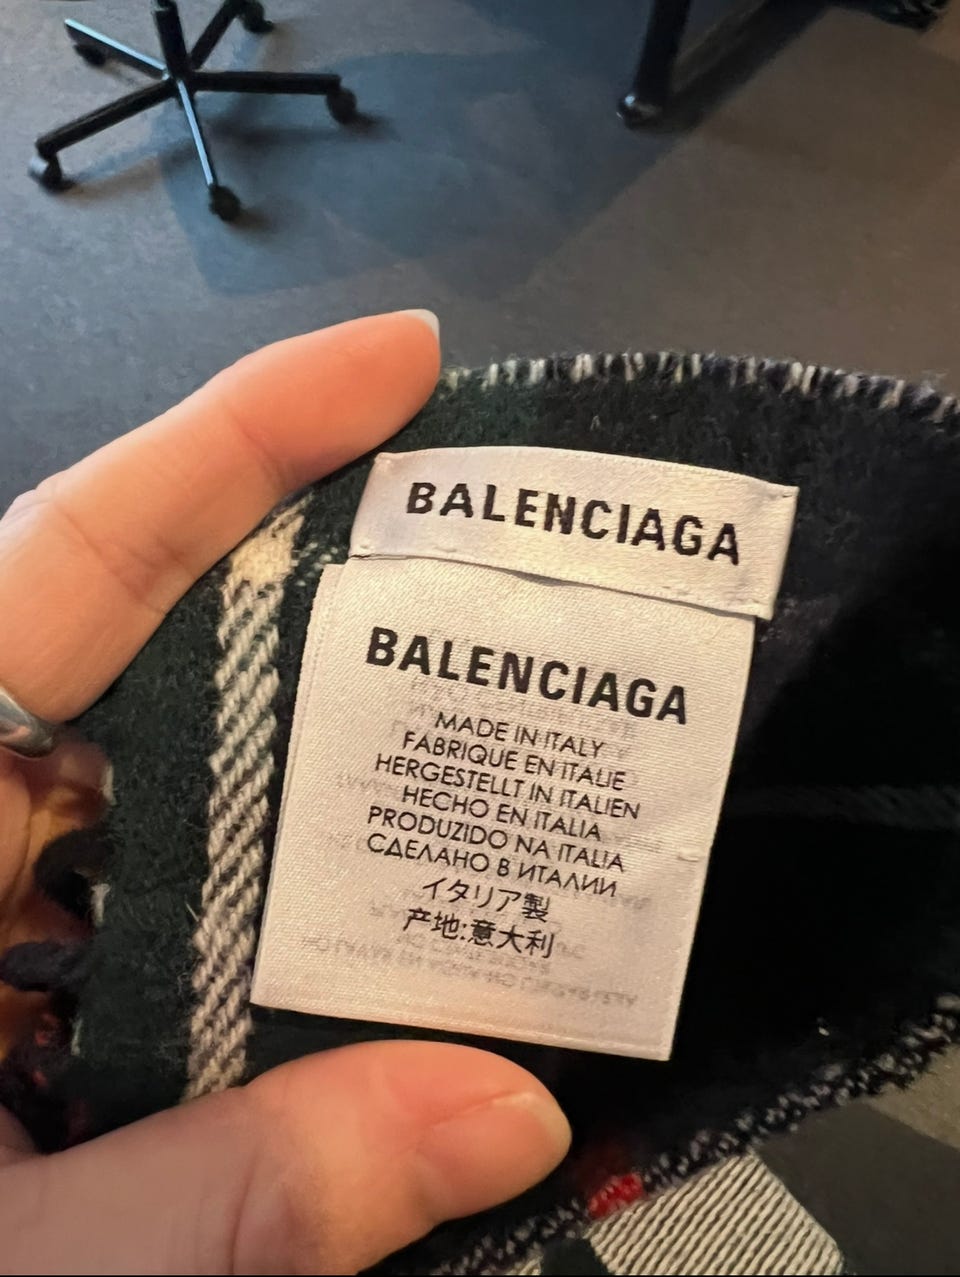 BALENCIAGA
BALENCIAGA
MADE IN ITALY
FABRIQUE EN ITALIE
HERGESTELLT IN ITALIEN
HECHO EN ITALIA
PRODUZIDO NA ITALIA
СДЕЛАНО В ИТАЛИИ
イタリア製
产地:意大利